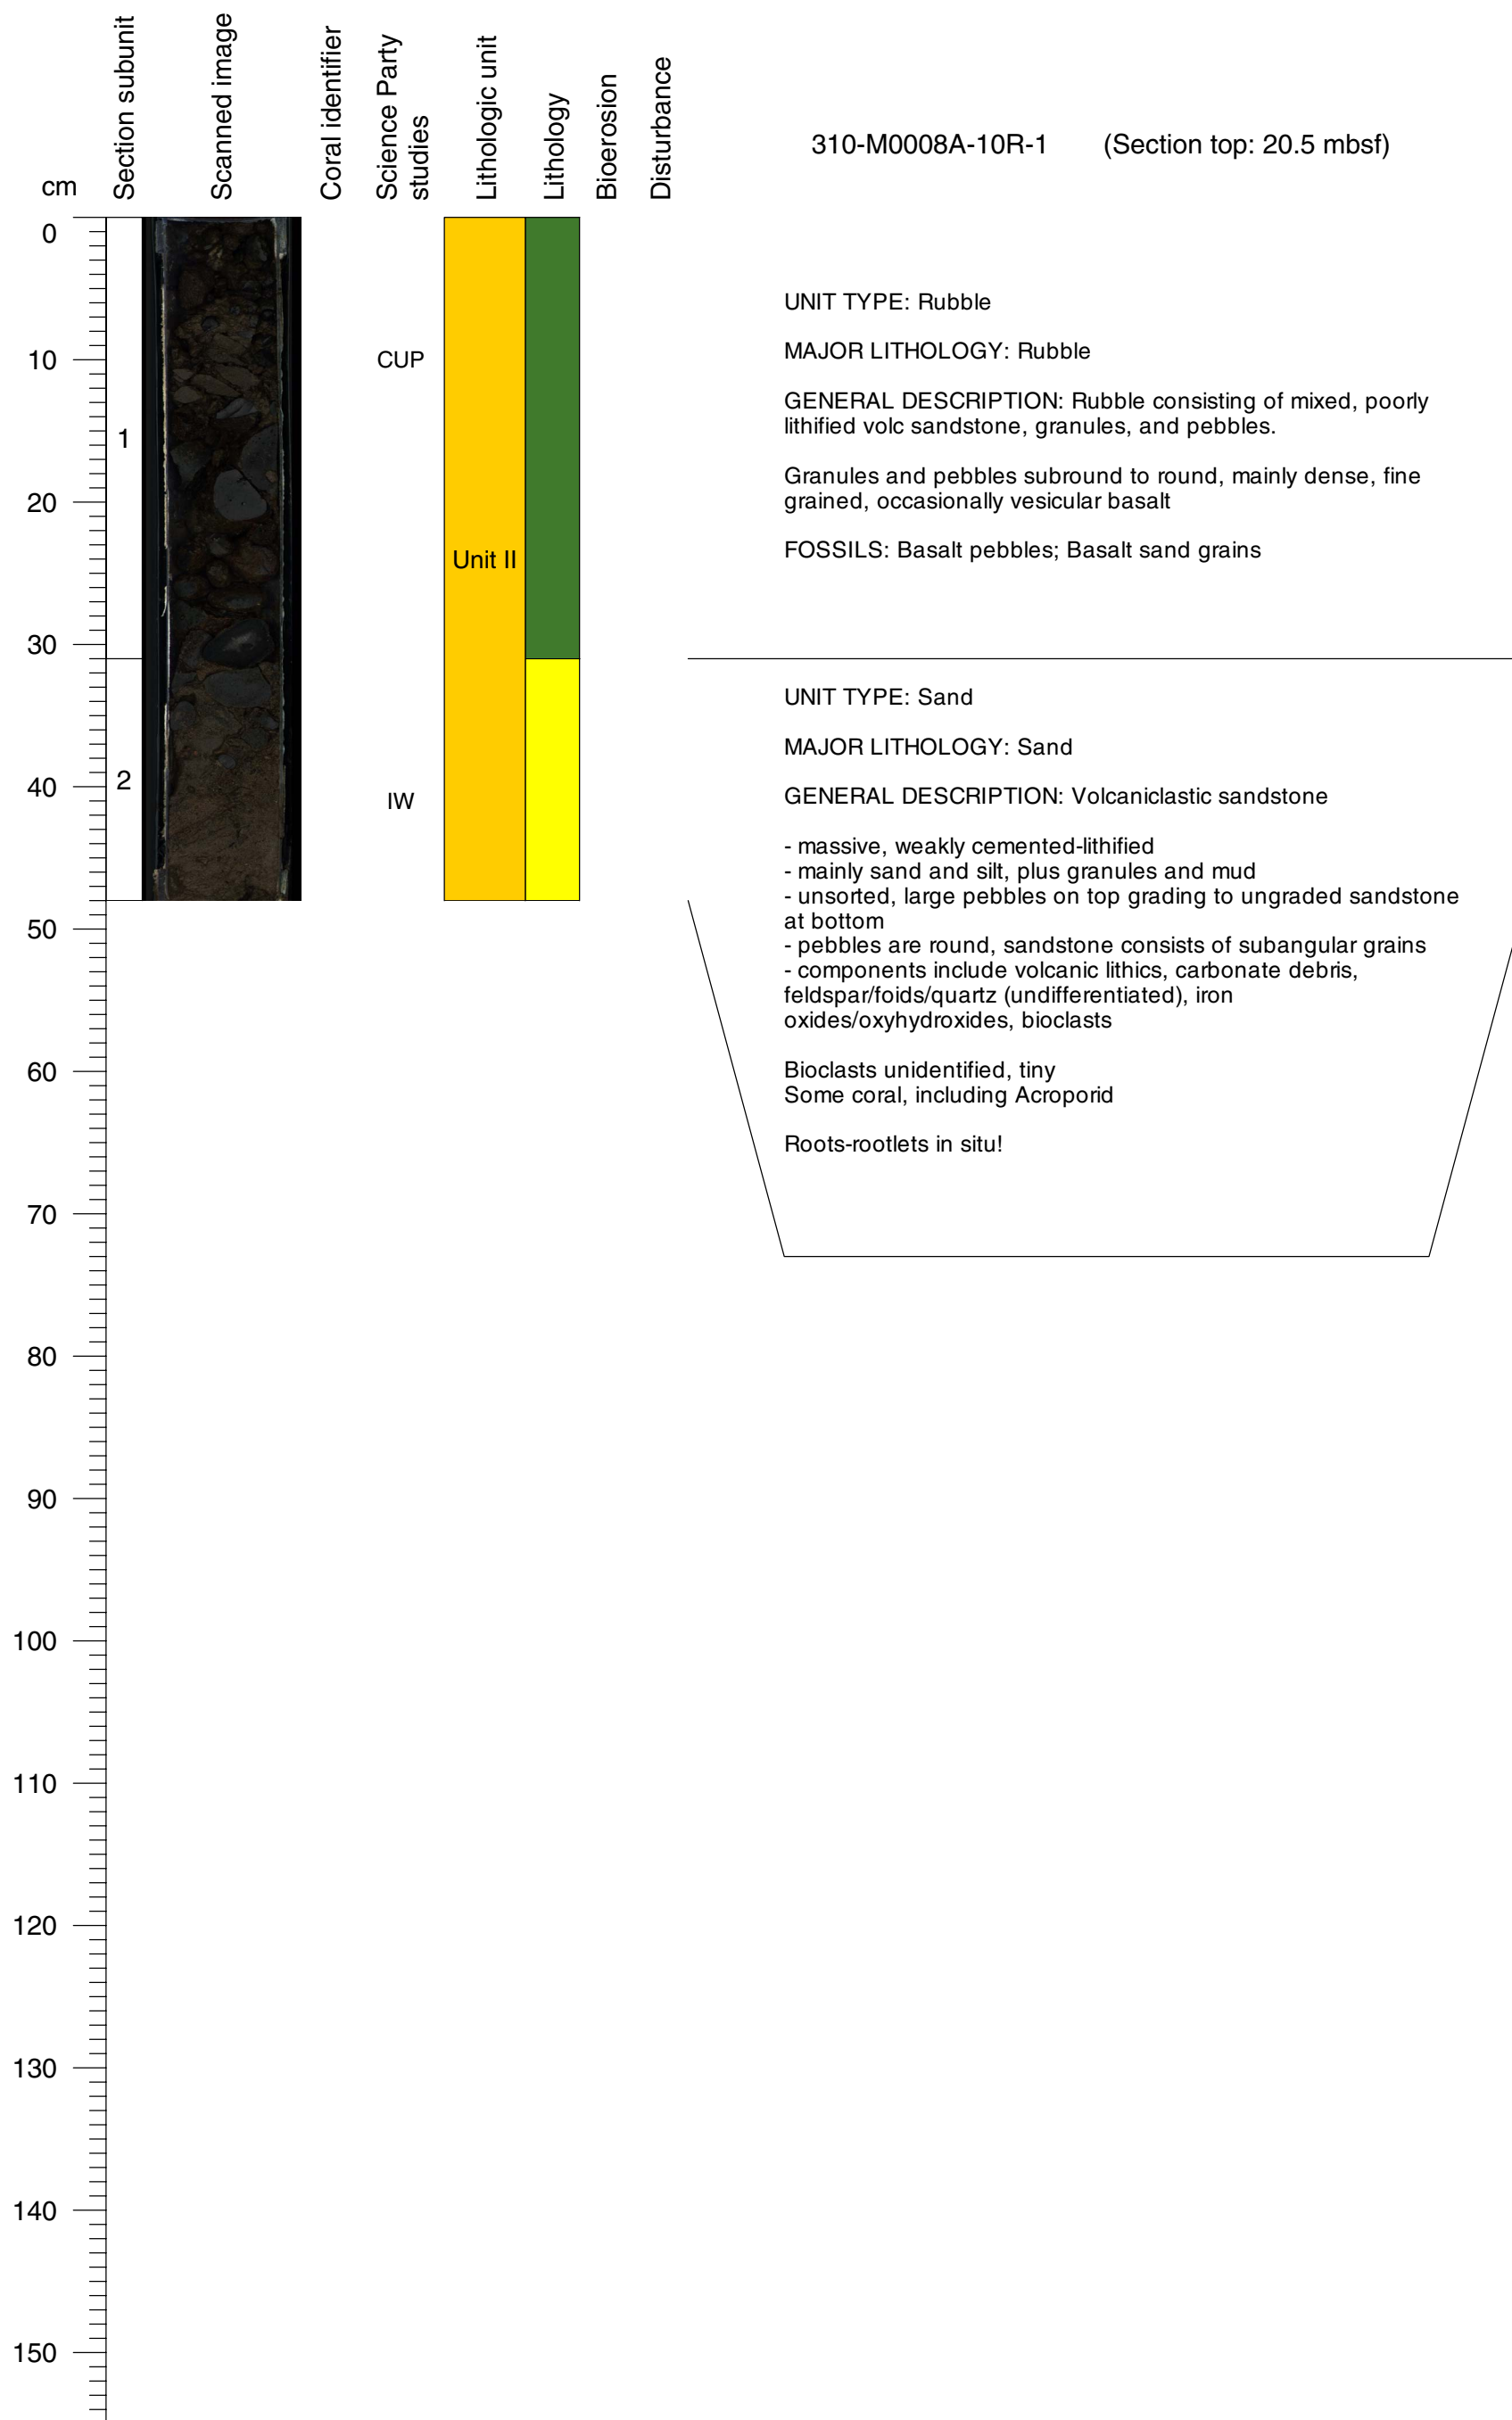 Section subunit
Scanned image
Coral identifier
Science Party
studies
Lithologic unit
Lithology
Bioerosion
Disturbance
310-M0008A-10R-1 (Section top: 20.5 mbsf)
cm
0
10
20
30
40
50
60
70
80
90
100
110
120
130
140
150
1
2
CUP
IW
Unit II
UNIT TYPE: Rubble
MAJOR LITHOLOGY: Rubble
GENERAL DESCRIPTION: Rubble consisting of mixed, poorly
lithified volc sandstone, granules, and pebbles.
Granules and pebbles subround to round, mainly dense, fine
grained, occasionally vesicular basalt
FOSSILS: Basalt pebbles; Basalt sand grains
UNIT TYPE: Sand
MAJOR LITHOLOGY: Sand
GENERAL DESCRIPTION: Volcaniclastic sandstone
- massive, weakly cemented-lithified
- mainly sand and silt, plus granules and mud
- unsorted, large pebbles on top grading to ungraded sandstone
at bottom
- pebbles are round, sandstone consists of subangular grains
- components include volcanic lithics, carbonate debris,
feldspar/foids/quartz (undifferentiated), iron
oxides/oxyhydroxides, bioclasts
Bioclasts unidentified, tiny
Some coral, including Acroporid
Roots-rootlets in situ!